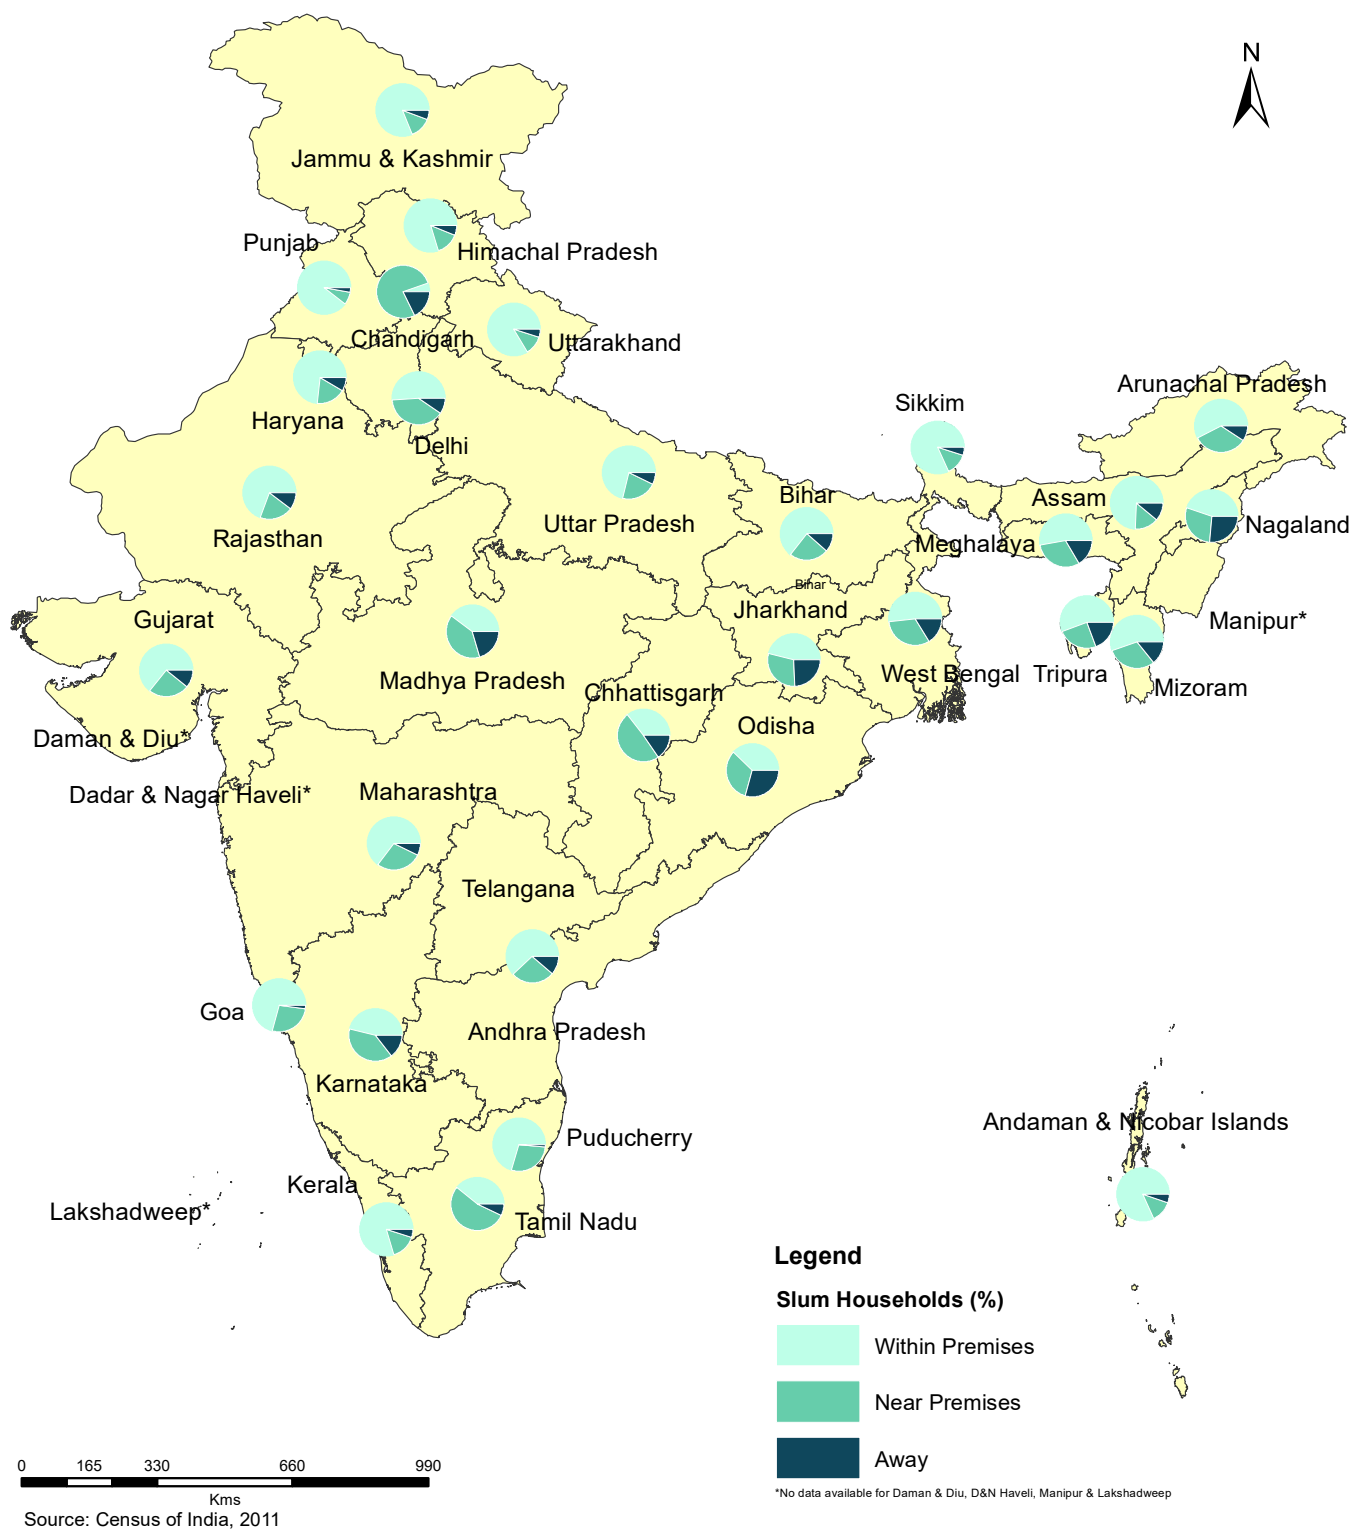 N
Jammu & Kashmir
Punjab
Himachal Pradesh
Chandigarh
Uttarakhand
Arunachal Pradesh
Sikkim
Haryana
Delhi
Bihar
Assam
Uttar Pradesh
Nagaland
Rajasthan
Meghalaya
Bihar
Jharkhand
Gujarat
Manipur*
West Bengal
Tripura
Madhya Pradesh
Mizoram
Chhattisgarh
Odisha
Daman & Diu*
Dadar & Nagar Haveli*
Maharashtra
Telangana
Goa
Andhra Pradesh
Karnataka
Andaman & Nicobar Islands
Puducherry
Kerala
Lakshadweep*
Tamil Nadu
Legend
Slum Households (%)
Within Premises
Near Premises
Away
*No data available for Daman & Diu, D&N Haveli, Manipur & Lakshadweep
0 165 330 660 990
Kms
Source: Census of India, 2011